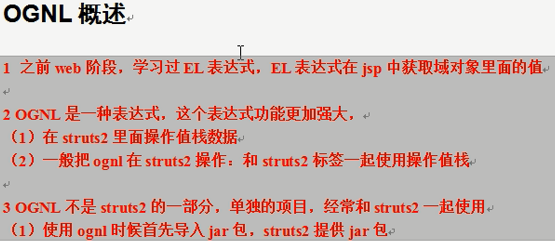 OGNL 概述
1 之前 web 阶段，学习过 EL 表达式，EL 表达式在 jsp 中获取域对象里面的值
2 OGNL 是一种表达式，这个表达式功能更加强大，
（1）在 struts2 里面操作值栈数据
（2）一般把 ognl 在 struts2 操作：和 struts2 标签一起使用操作值栈
3 OGNL 不是 struts2 的一部分，单独的项目，经常和 struts2 一起使用
（1）使用 ognl 时候首先导入 jar 包，struts2 提供 jar 包